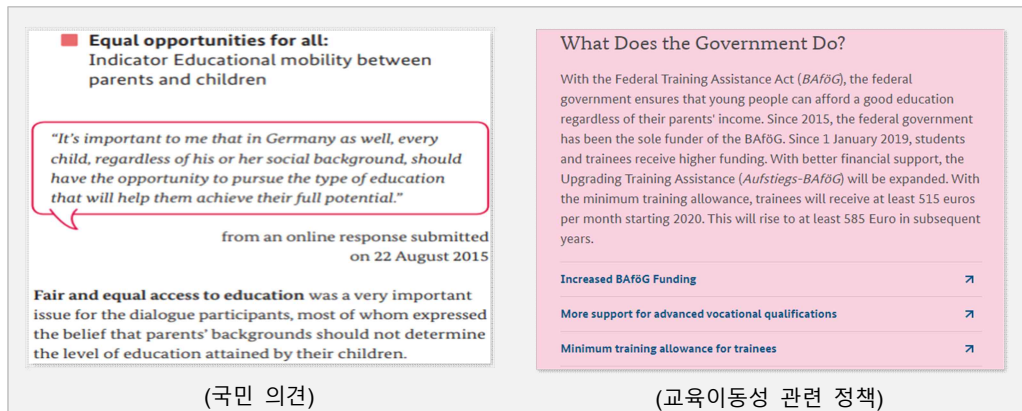 Equal opportunities for all:
Indicator Educational mobility between
parents and children
“It’s important to me that in Germany as well, every
child, regardless of his or her social background, should
have the opportunity to pursue the type of education
that will help them achieve their full potential.”
from an online response submitted
on 22 August 2015
Fair and equal access to education was a very important
issue for the dialogue participants, most of whom expressed
the belief that parents’ backgrounds should not determine
the level of education attained by their children.
(국민 의견)
What Does the Government Do?
With the Federal Training Assistance Act (BAföG), the federal
government ensures that young people can afford a good education
regardless of their parents' income. Since 2015, the federal government
has been the sole funder of the BAföG. Since 1 January 2019, students
and trainees receive higher funding. With better financial support, the
Upgrading Training Assistance (Aufstiegs-BAföG) will be expanded. With
the minimum training allowance, trainees will receive at least 515 euros
per month starting 2020. This will rise to at least 585 Euro in subsequent
years.
Increased BAföG Funding
More support for advanced vocational qualifications
Minimum training allowance for trainees
(교육이동성 관련 정책)